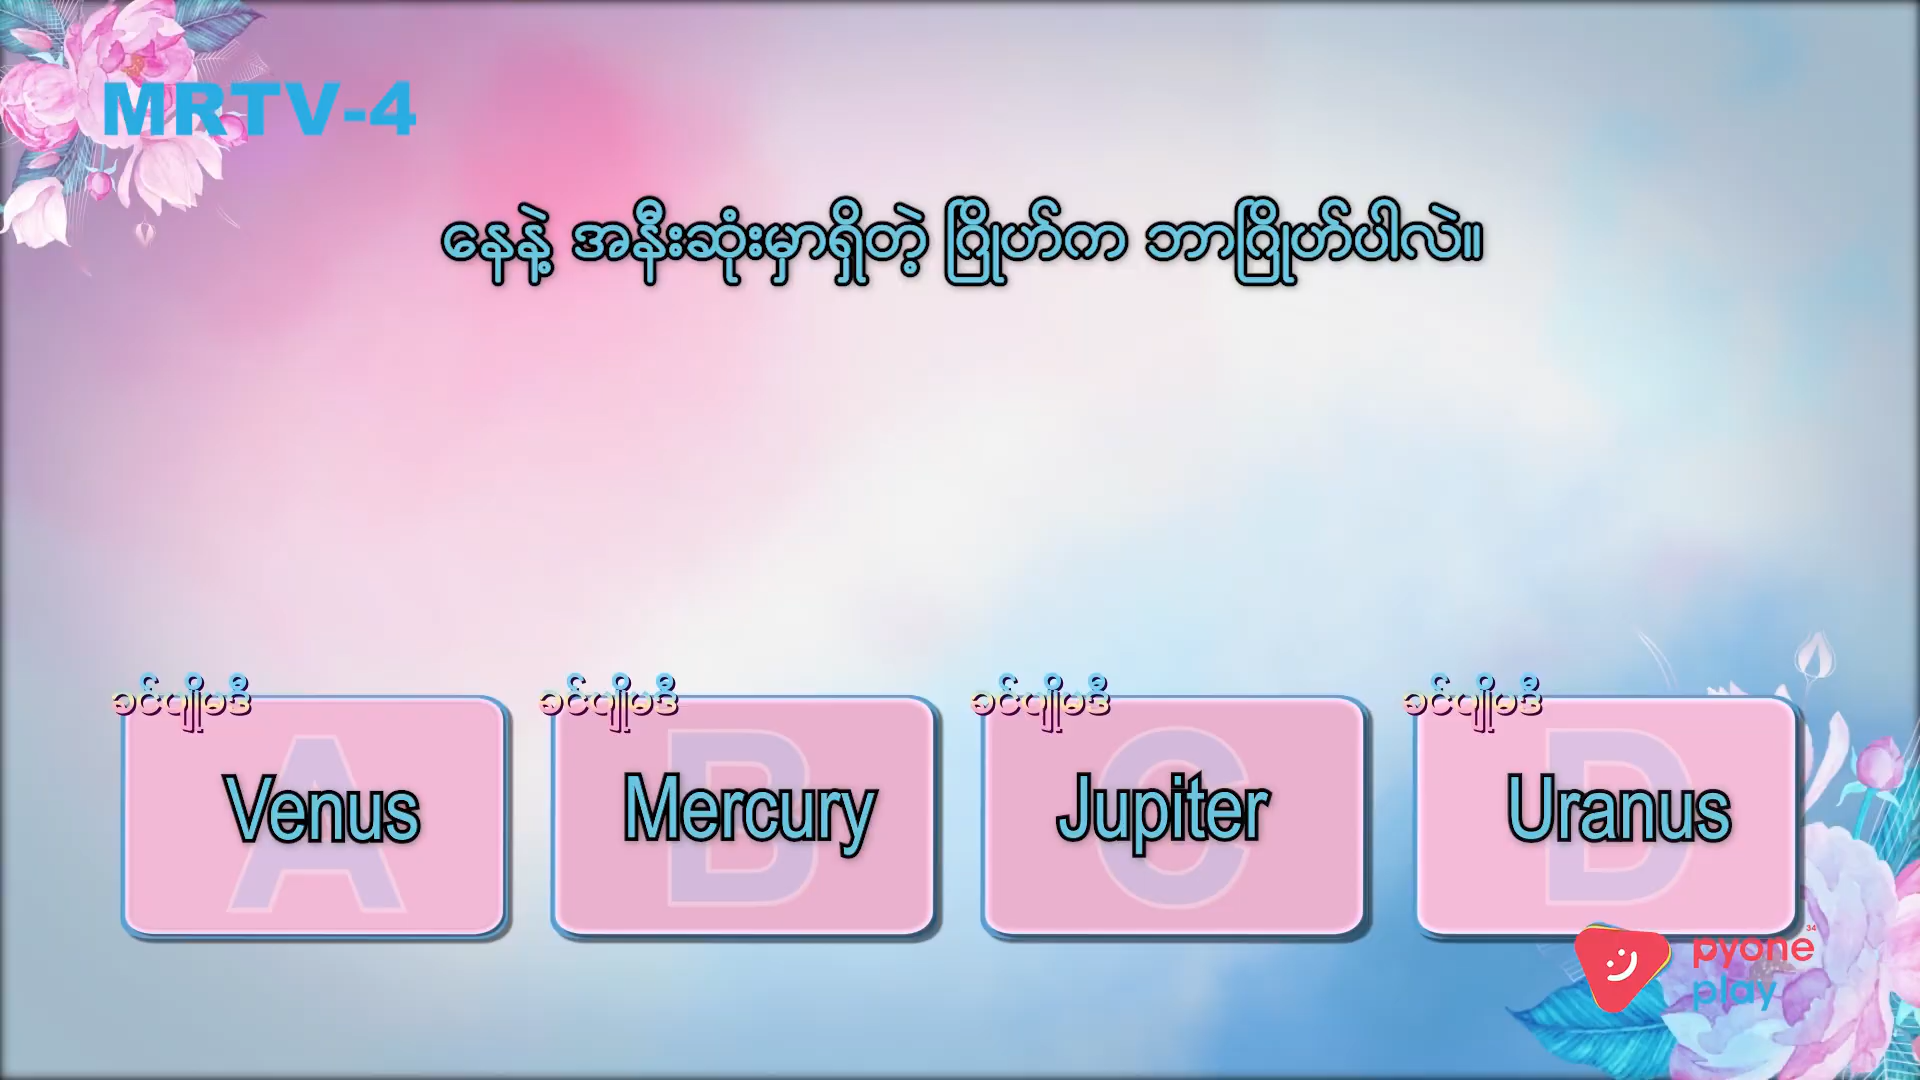 MRTV-4
နေနဲ့ အနီးဆုံးမှာရှိတဲ့ ဂြိုဟ်က ဘာဂြိုဟ်ပါလဲ။
ခင်ပျိုမဒီ ခင်ပျိုမဒီ ခင်ပျိုမဒီ ခင်ပျိုမဒီ
A B C D
Venus Mercury Jupiter Uranus
34
pyone
play